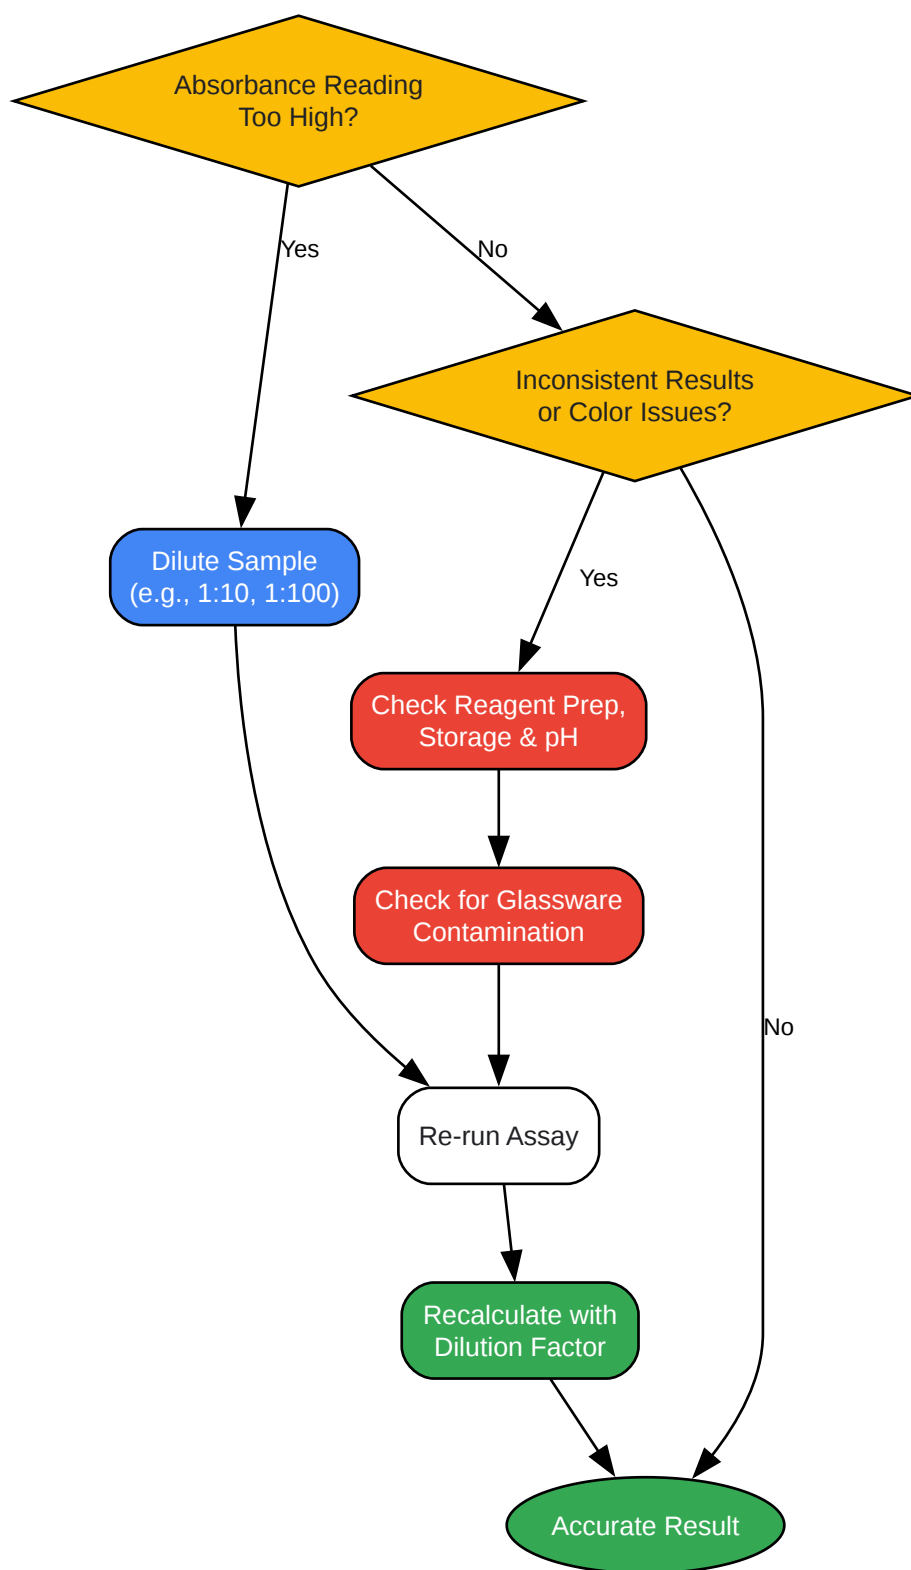 Absorbance Reading
Too High?
Yes
No
Inconsistent Results
or Color Issues?
Dilute Sample
(e.g., 1:10, 1:100)
Yes
Check Reagent Prep,
Storage & pH
Check for Glassware
Contamination
No
Re-run Assay
Recalculate with
Dilution Factor
Accurate Result